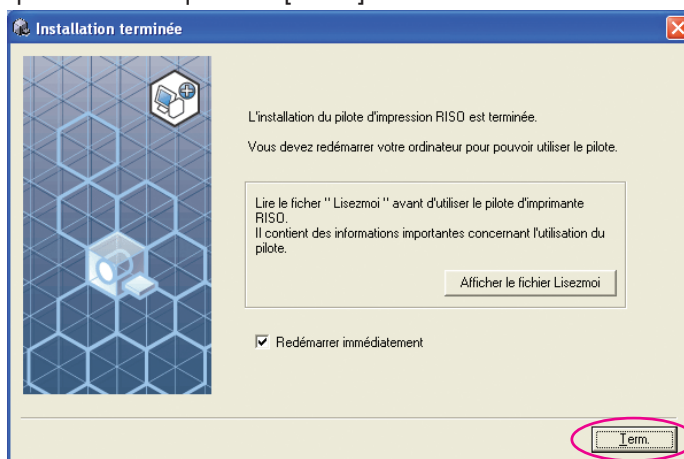 Installation terminée
L'installation du pilote d'impression RISO est terminée.
Vous devez redémarrer votre ordinateur pour pouvoir utiliser le pilote.
Lire le ficher " Lisezmoi " avant d'utiliser le pilote d'imprimante
RISO.
Il contient des informations importantes concernant l'utilisation du
pilote.
Afficher le fichier Lisezmoi
Redémarrer immédiatement
Term.